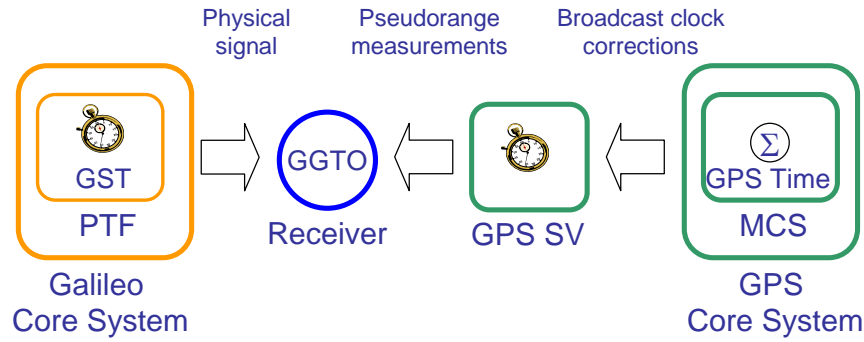 Physical
signal
Pseudorange
measurements
Broadcast clock
corrections
GST
PTF
Galileo
Core System
GGTO
Receiver
GPS SV
Σ
GPS Time
MCS
GPS
Core System